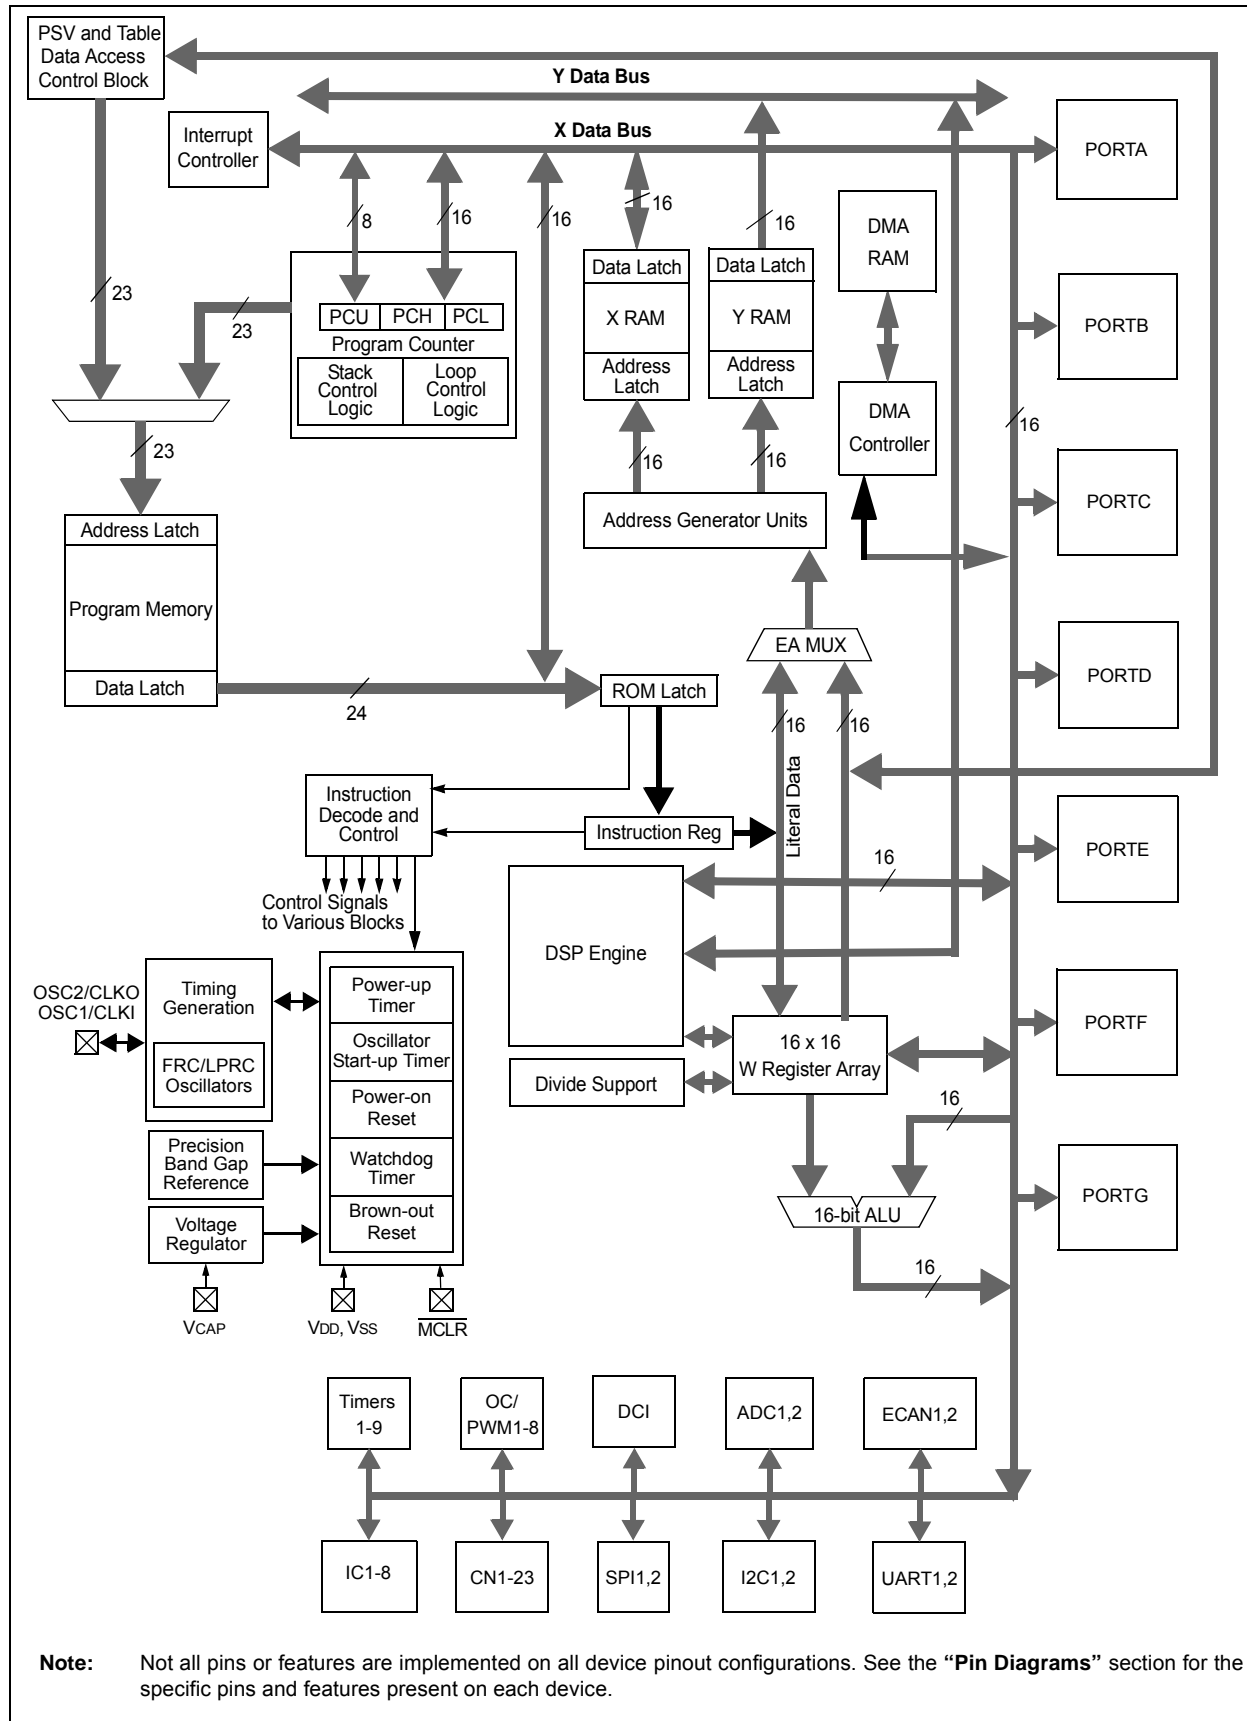 PSV and Table
Data Access
Control Block
Y Data Bus
Interrupt
Controller
X Data Bus
PORTA
8
16
16
16
16
DMA
RAM
Data Latch
Data Latch
23
23
PCU
PCH
PCL
X RAM
Y RAM
PORTB
Program Counter
Stack
Control
Logic
Loop
Control
Logic
Address
Latch
Address
Latch
DMA
Controller
16
23
16
16
PORTC
Address Latch
Address Generator Units
Program Memory
EA MUX
PORTD
Data Latch
24
ROM Latch
16
16
Literal Data
Instruction
Decode and
Control
Instruction Reg
PORTE
16
Control Signals
to Various Blocks
DSP Engine
OSC2/CLKO
OSC1/CLKI
Timing
Generation
Power-up
Timer
PORTF
Oscillator
Start-up Timer
16 x 16
W Register Array
FRC/LPRC
Oscillators
Divide Support
Power-on
Reset
16
Precision
Band Gap
Reference
Watchdog
Timer
PORTG
16-bit ALU
Voltage
Regulator
Brown-out
Reset
16
VCAP
VDD, VSS
MCLR
Timers
1-9
OC/
PWM1-8
DCI
ADC1,2
ECAN1,2
IC1-8
CN1-23
SPI1,2
I2C1,2
UART1,2
Note: Not all pins or features are implemented on all device pinout configurations. See the “Pin Diagrams” section for the
specific pins and features present on each device.